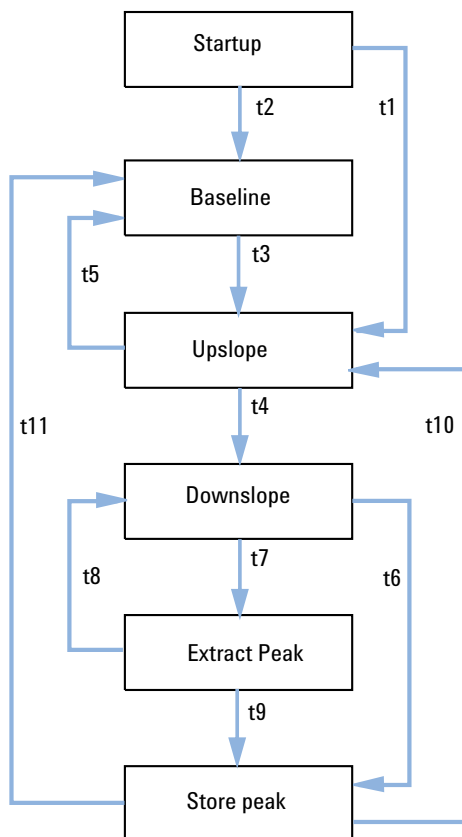 Startup
t2
t1
Baseline
t3
t5
Upslope
t4
t11
t10
Downslope
t7
t8
t6
Extract Peak
t9
Store peak